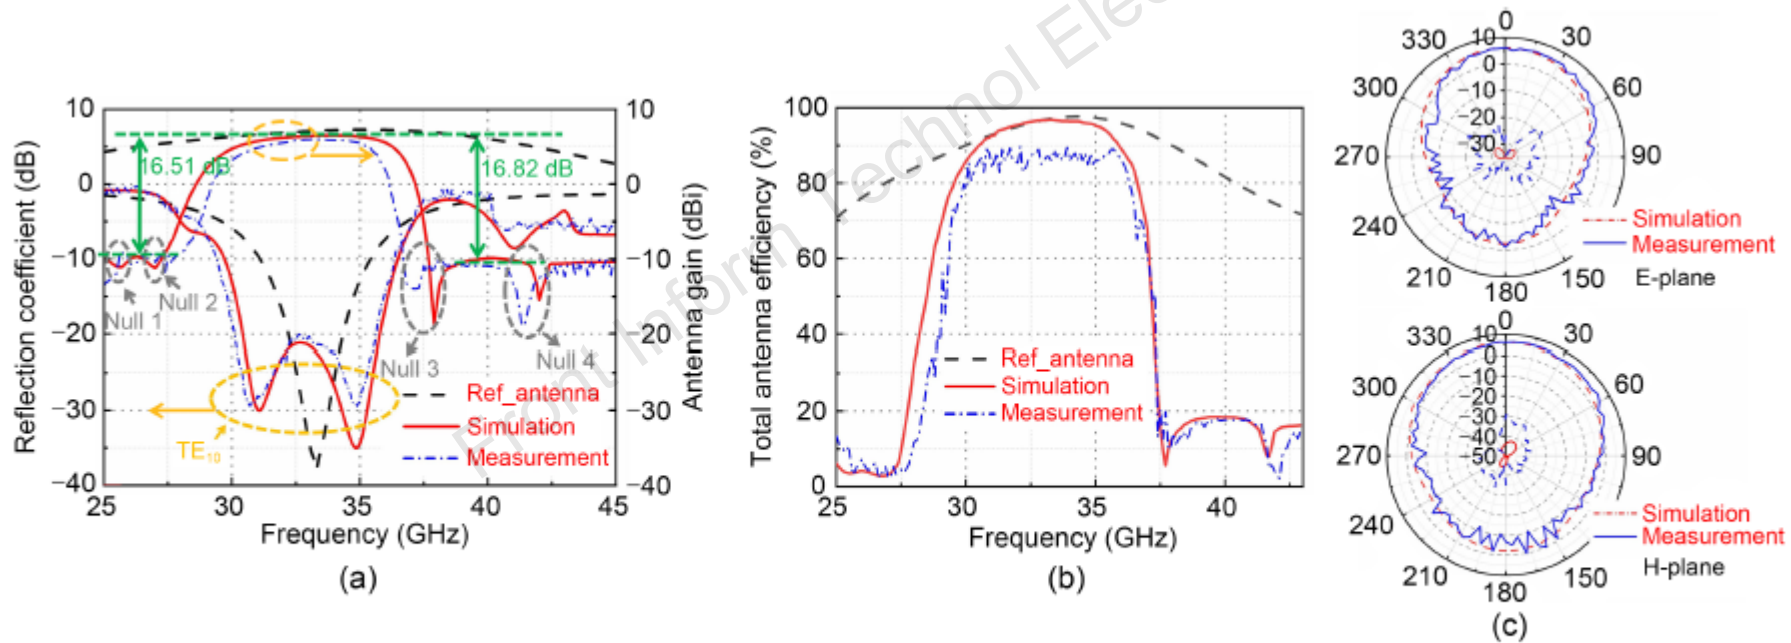 Front Inform Technol Elec
10
0
−10
−20
−30
−40
Reflection coefficient (dB)
25
30
35
40
45
Frequency (GHz)
10
0
−10
−20
−30
−40
Antenna gain (dBi)
16.51 dB
16.82 dB
Null 1
Null 2
Null 3
Null 4
TE10
Ref_antenna
Simulation
Measurement
(a)
100
80
60
40
20
0
Total antenna efficiency (%)
25
30
35
40
Frequency (GHz)
Ref_antenna
Simulation
Measurement
(b)
0
30
60
90
150
180
210
240
270
300
330
10
0
−10
−20
−30
Simulation
Measurement
E-plane
0
30
60
90
150
180
210
240
270
300
330
10
0
−10
−20
−30
−40
−50
Simulation
Measurement
H-plane
(c)